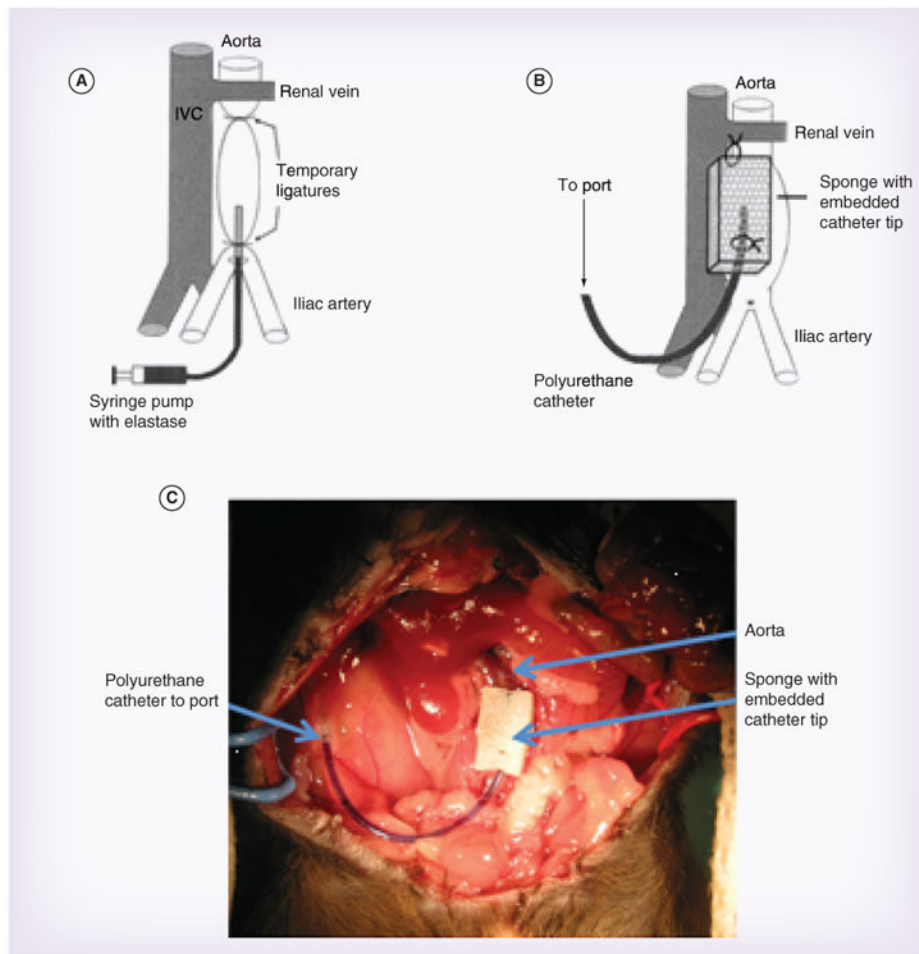 A
Aorta
IVC
Renal vein
Temporary
ligatures
Iliac artery
Syringe pump
with elastase
B
Aorta
Renal vein
To port
Sponge with
embedded
catheter tip
Iliac artery
Polyurethane
catheter
C
Aorta
Polyurethane
catheter to port
Sponge with
embedded
catheter tip